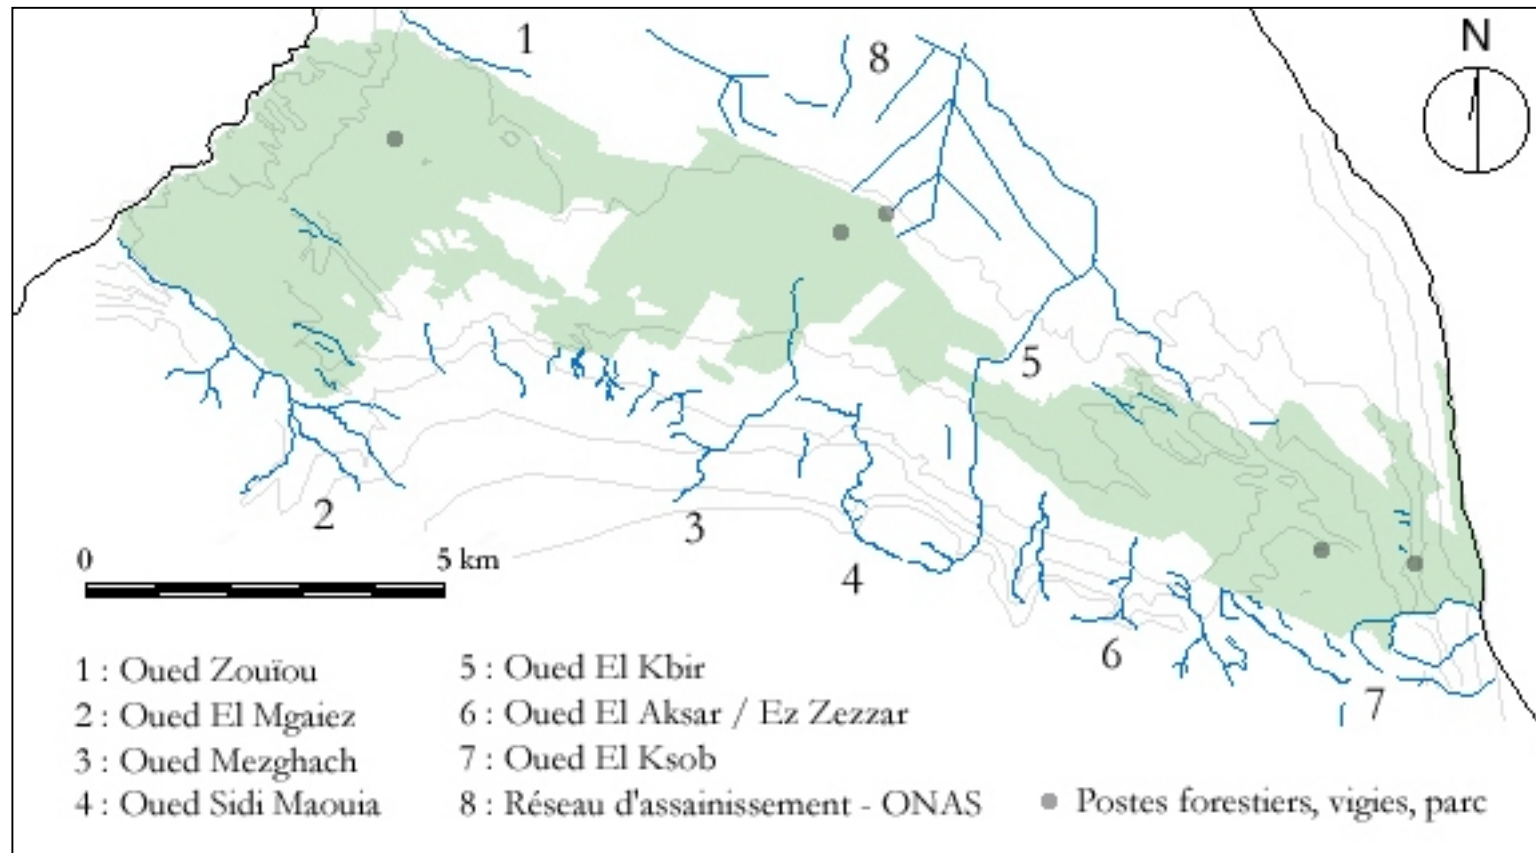 1
8
N
5
2
3
4
6
7
0 5 km
1 : Oued Zouïou
2 : Oued El Mgaiez
3 : Oued Mezghach
4 : Oued Sidi Maouia
5 : Oued El Kbir
6 : Oued El Aksar / Ez Zezzar
7 : Oued El Ksob
8 : Réseau d'assainissement - ONAS
Postes forestiers, vigies, parc